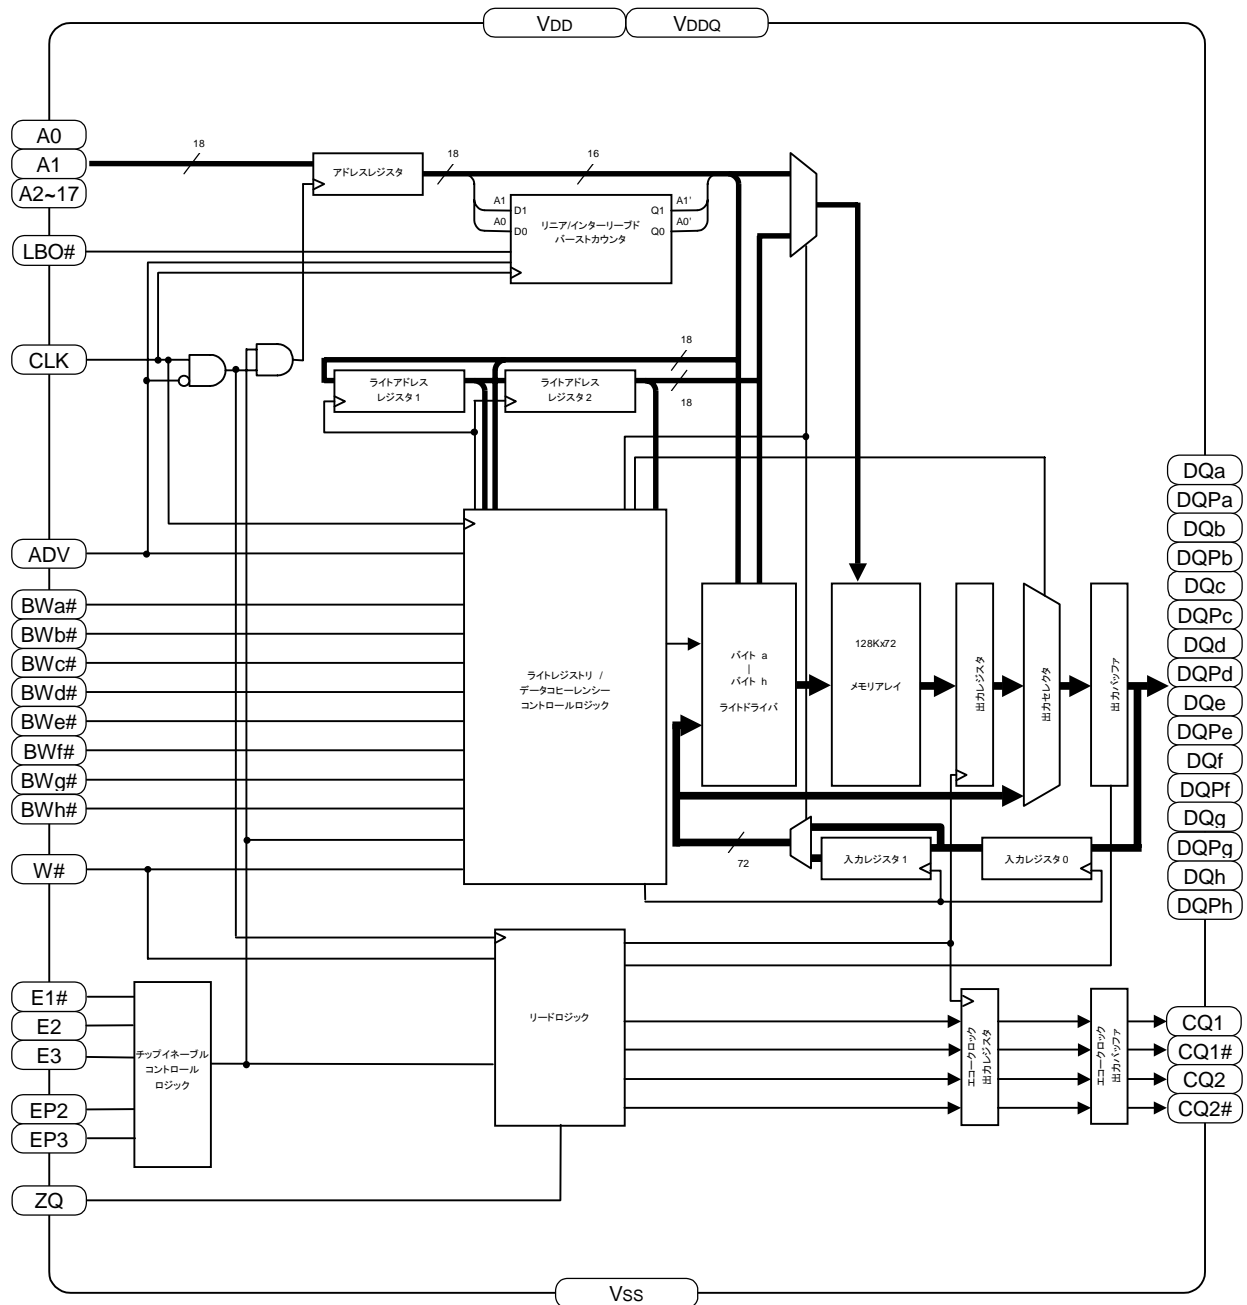 VDD
VDDQ
A0
A1
A2~17
LBO#
CLK
ADV
BWa#
BWb#
BWc#
BWd#
BWe#
BWf#
BWg#
BWh#
W#
E1#
E2
E3
EP2
EP3
ZQ
18
アドレスレジスタ
18
16
A1
A0
D1
D0
リニア/インターリーブド
バーストカウンタ
Q1
Q0
A1'
A0'
18
18
ライトアドレス
レジスタ1
ライトアドレス
レジスタ2
ライトレジストリ /
データコヒーレンシー
コントロールロジック
バイト a
|
バイト h
ライトドライバ
128Kx72
メモリアレイ
出力レジスタ
出力セレクタ
出力バッファ
72
入力レジスタ1
入力レジスタ0
チップイネーブル
コントロール
ロジック
リードロジック
エコークロック
出力レジスタ
エコークロック
出力バッファ
DQa
DQPa
DQb
DQPb
DQc
DQPc
DQd
DQPd
DQe
DQPe
DQf
DQPf
DQg
DQPg
DQh
DQPh
CQ1
CQ1#
CQ2
CQ2#
Vss